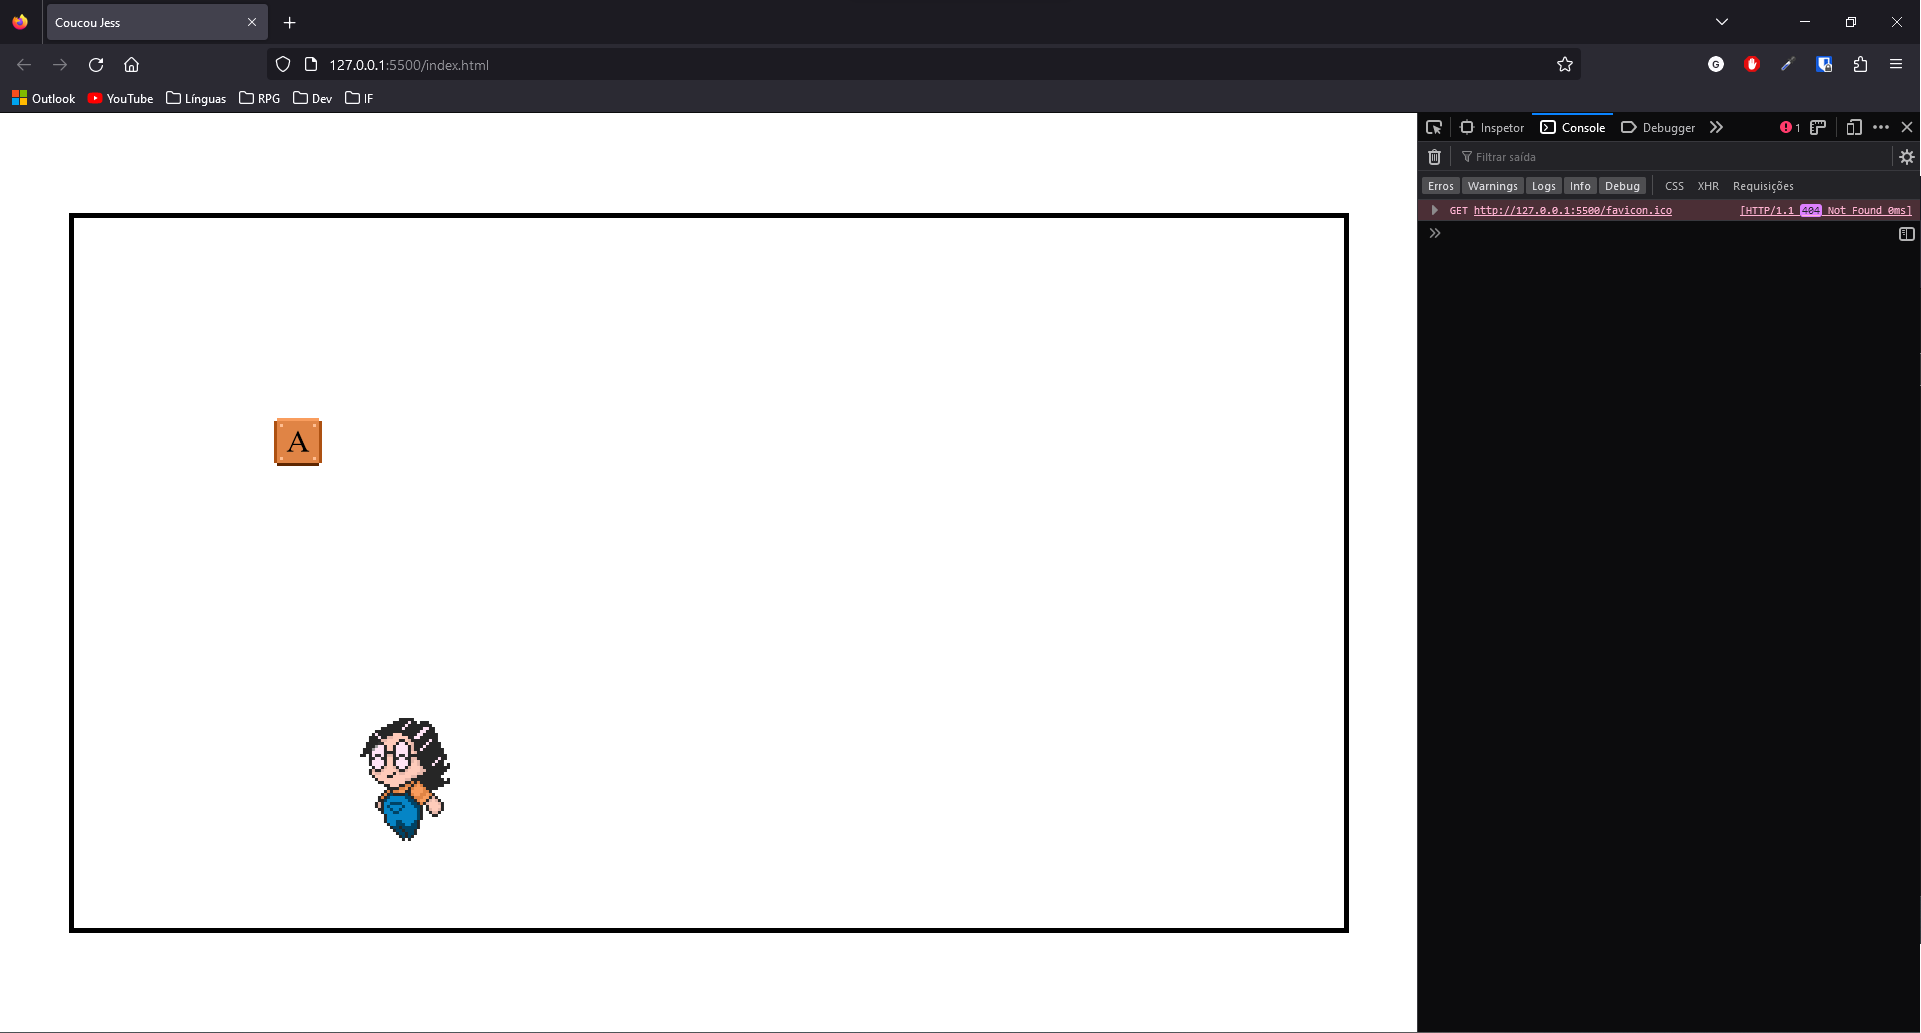 Coucou Jess
127.0.0.1:5500/index.html
G
Outlook YouTube Línguas RPG Dev IF
Inspetor Console Debugger 1
Filtrar saída
Erros Warnings Logs Info Debug CSS XHR Requisições
GET http://127.0.0.1:5500/favicon.ico [HTTP/1.1 404 Not Found 0ms]
A